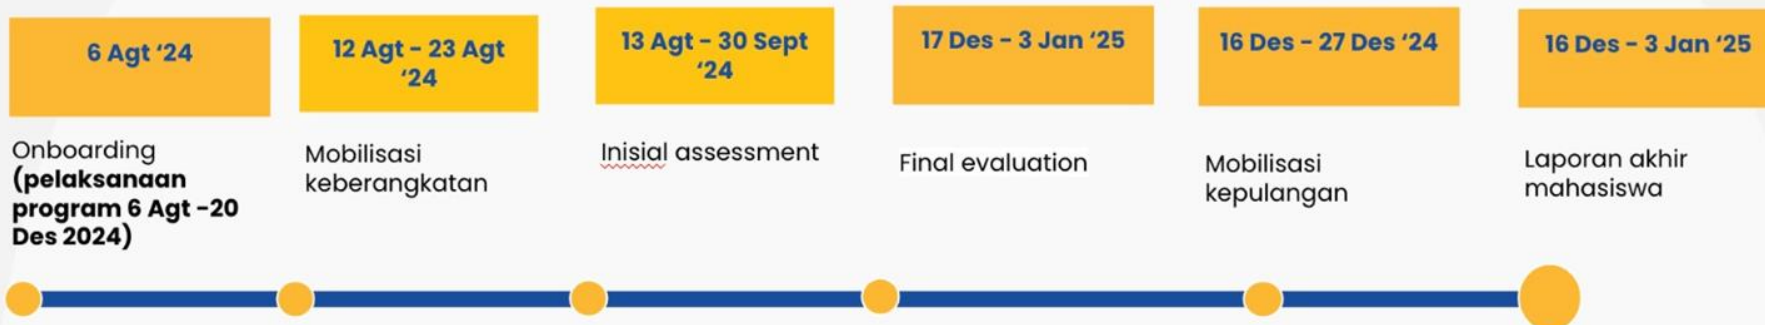 6 Agt ‘24
Onboarding
(pelaksanaan
program 6 Agt -20
Des 2024)
12 Agt - 23 Agt
‘24
Mobilisasi
keberangkatan
13 Agt - 30 Sept
‘24
Inisial assessment
17 Des - 3 Jan ‘25
Final evaluation
16 Des - 27 Des ‘24
Mobilisasi
kepulangan
16 Des - 3 Jan ‘25
Laporan akhir
mahasiswa